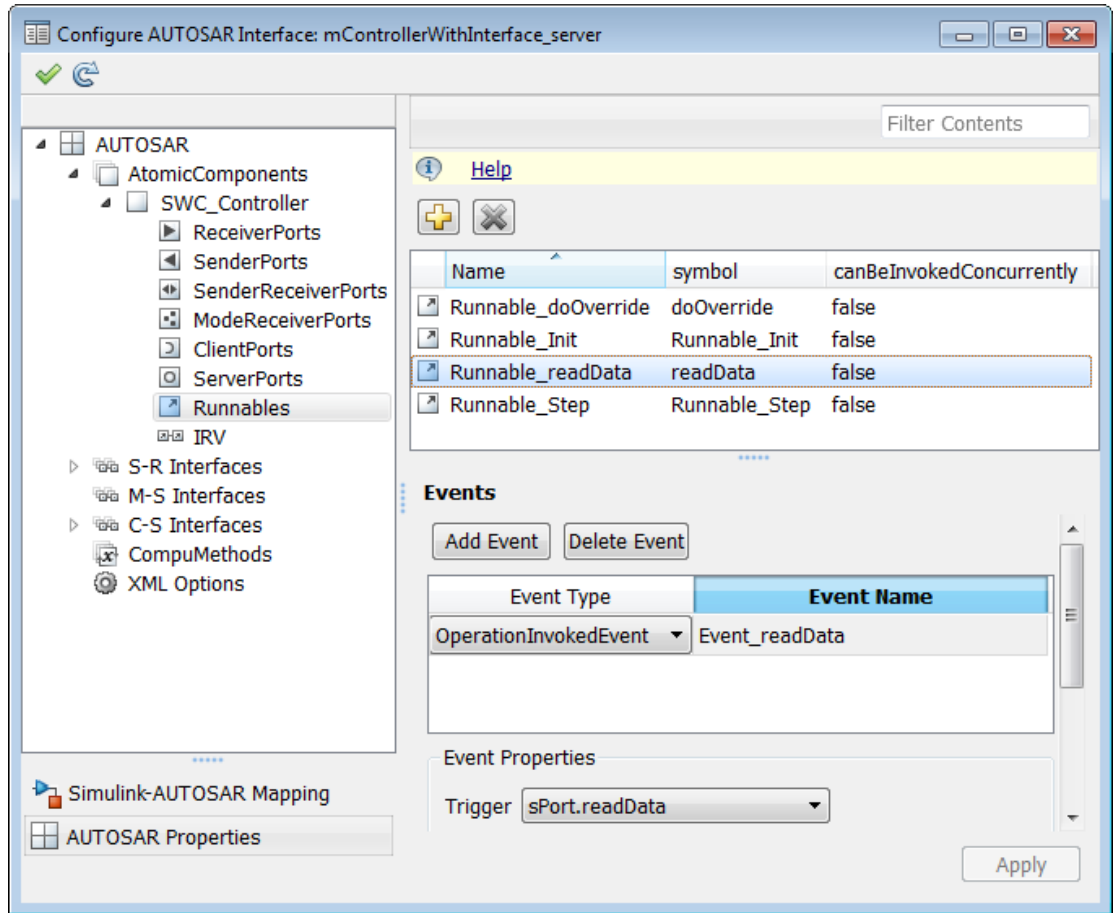 Configure AUTOSAR Interface: mControllerWithInterface_server
Filter Contents
AUTOSAR
AtomicComponents
SWC_Controller
ReceiverPorts
SenderPorts
SenderReceiverPorts
ModeReceiverPorts
ClientPorts
ServerPorts
Runnables
IRV
S-R Interfaces
M-S Interfaces
C-S Interfaces
CompuMethods
XML Options
Simulink-AUTOSAR Mapping
AUTOSAR Properties
Help
Name symbol canBeInvokedConcurrently
Runnable_doOverride doOverride false
Runnable_Init Runnable_Init false
Runnable_readData readData false
Runnable_Step Runnable_Step false
Events
Add Event Delete Event
Event Type Event Name
OperationInvokedEvent Event_readData
Event Properties
Trigger sPort.readData
Apply